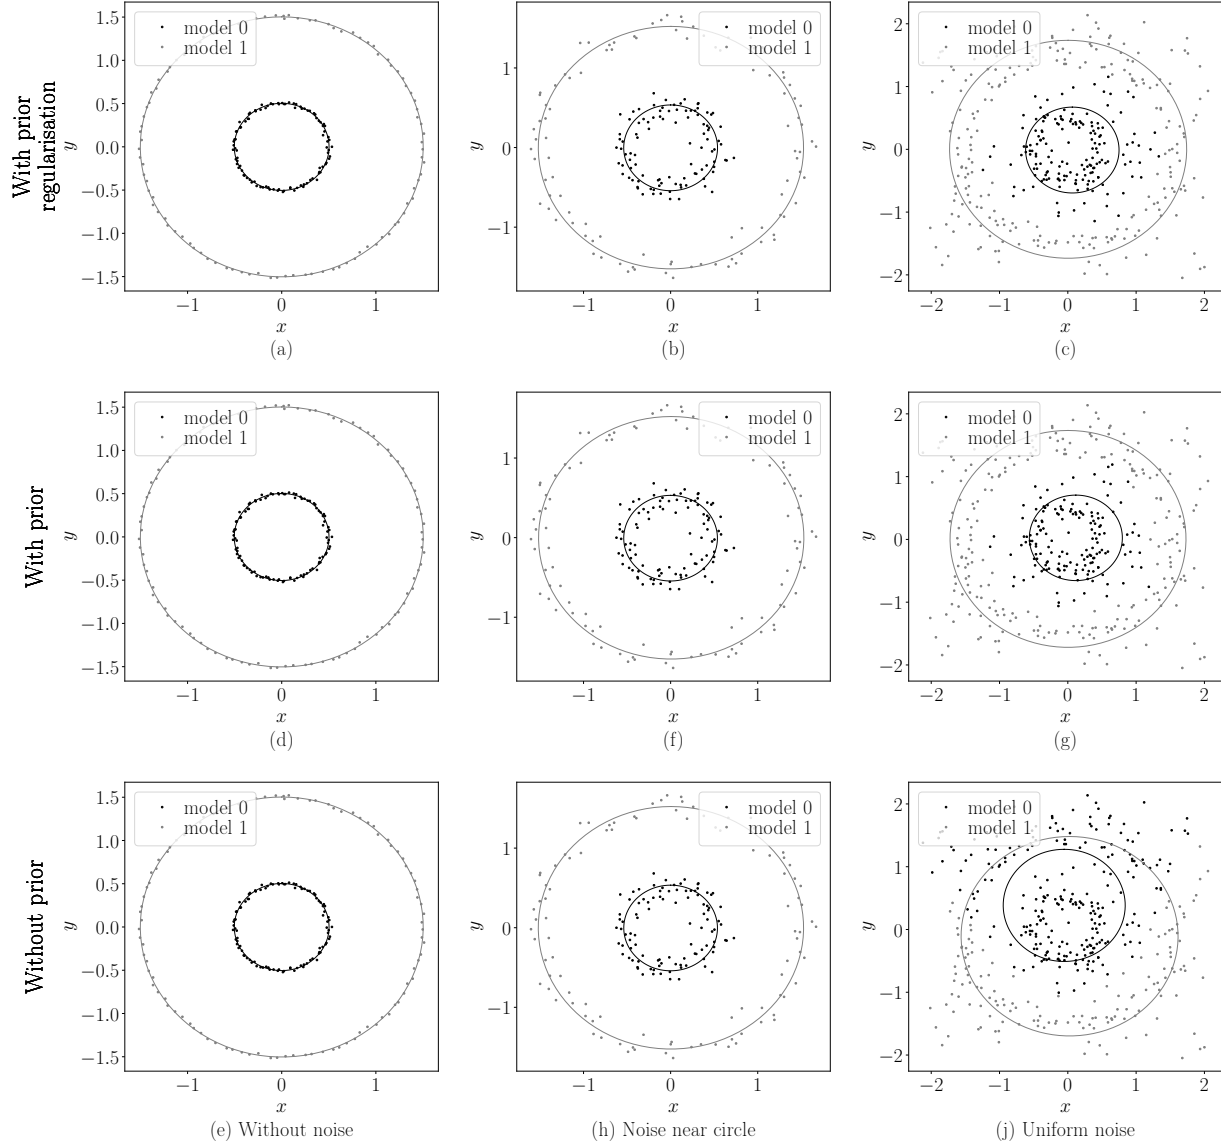 With prior
regularisation
y
1.5
1.0
0.5
0.0
−0.5
−1.0
−1.5
model 0
model 1
−1
0
1
x
(a)
y
1
0
−1
model 0
model 1
−1
0
1
x
(b)
y
2
1
0
−1
−2
model 0
model 1
−2
−1
0
1
2
x
(c)
With prior
y
1.5
1.0
0.5
0.0
−0.5
−1.0
−1.5
model 0
model 1
−1
0
1
x
(d)
y
1
0
−1
model 0
model 1
−1
0
1
x
(f)
y
2
1
0
−1
−2
model 0
model 1
−2
−1
0
1
2
x
(g)
Without prior
y
1.5
1.0
0.5
0.0
−0.5
−1.0
−1.5
model 0
model 1
−1
0
1
x
(e) Without noise
y
1
0
−1
model 0
model 1
−1
0
1
x
(h) Noise near circle
y
2
1
0
−1
−2
model 0
model 1
−2
−1
0
1
2
x
(j) Uniform noise